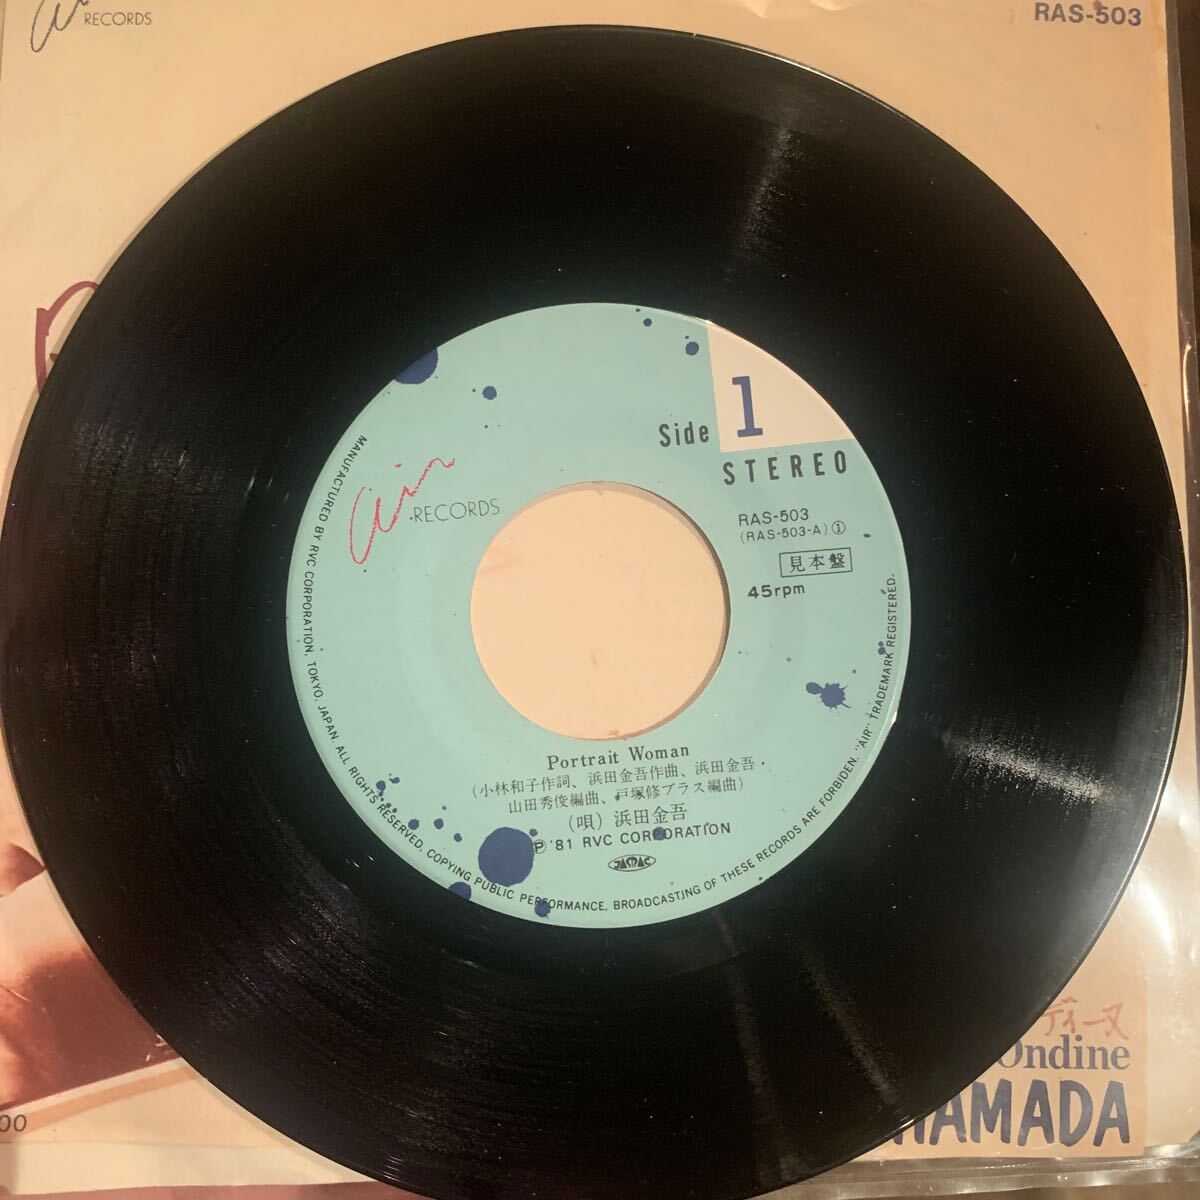 RECORDS
RAS-503
Side 1
STEREO
Air RECORDS
RAS-503
(RAS-503-A)①
見本盤
45rpm
Portrait Woman
(小林和子作詞、浜田金吾作曲、浜田金吾・
山田秀俊編曲、戸塚修ブラス編曲)
(唄) 浜田金吾
Ⓟ '81 RVC CORPORATION
JASRAC
MANUFACTURED BY RVC CORPORATION, TOKYO, JAPAN. ALL RIGHTS RESERVED, COPYING PUBLIC PERFORMANCE, BROADCASTING OF THESE RECORDS ARE FORBIDEN. "AIR" TRADEMARK REGISTERED.
ディーヌ
Ondine
HAMADA
00